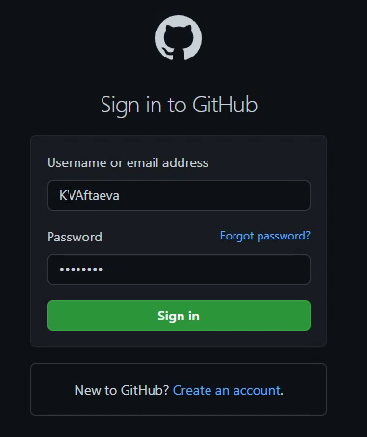 Sign in to GitHub
Username or email address
KVAftaeva
Password Forgot password?
••••••••
Sign in
New to GitHub? Create an account.